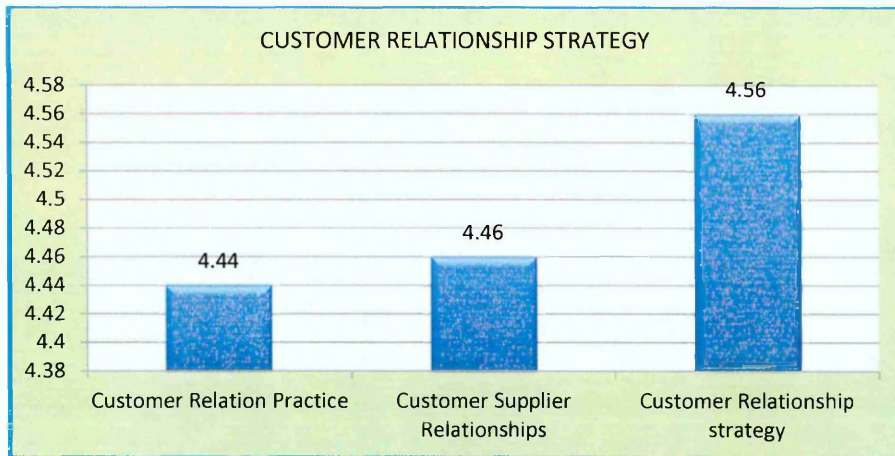 CUSTOMER RELATIONSHIP STRATEGY
4.58
4.56
4.54
4.52
4.5
4.48
4.46
4.44
4.42
4.4
4.38
4.44
4.46
4.56
Customer Relation Practice
Customer Supplier
Relationships
Customer Relationship
strategy